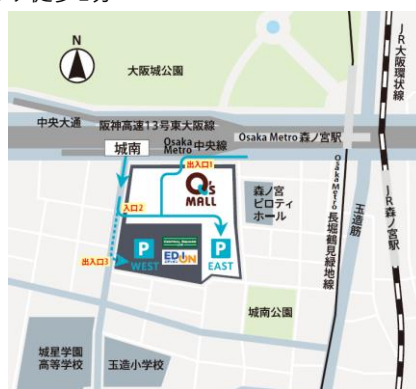 N
大阪城公園
JR大阪環状線
中央大通
阪神高速13号東大阪線
城南
Osaka Metro 中央線
Osaka Metro 森ノ宮駅
出入口1
Q's
MALL
森ノ宮
ピロティ
ホール
入口2
P
WEST
CENTRAL SQUARE
EDION
P
EAST
出入口3
Osaka Metro 長堀鶴見緑地線
玉造筋
JR森ノ宮駅
城南公園
城星学園
高等学校
玉造小学校